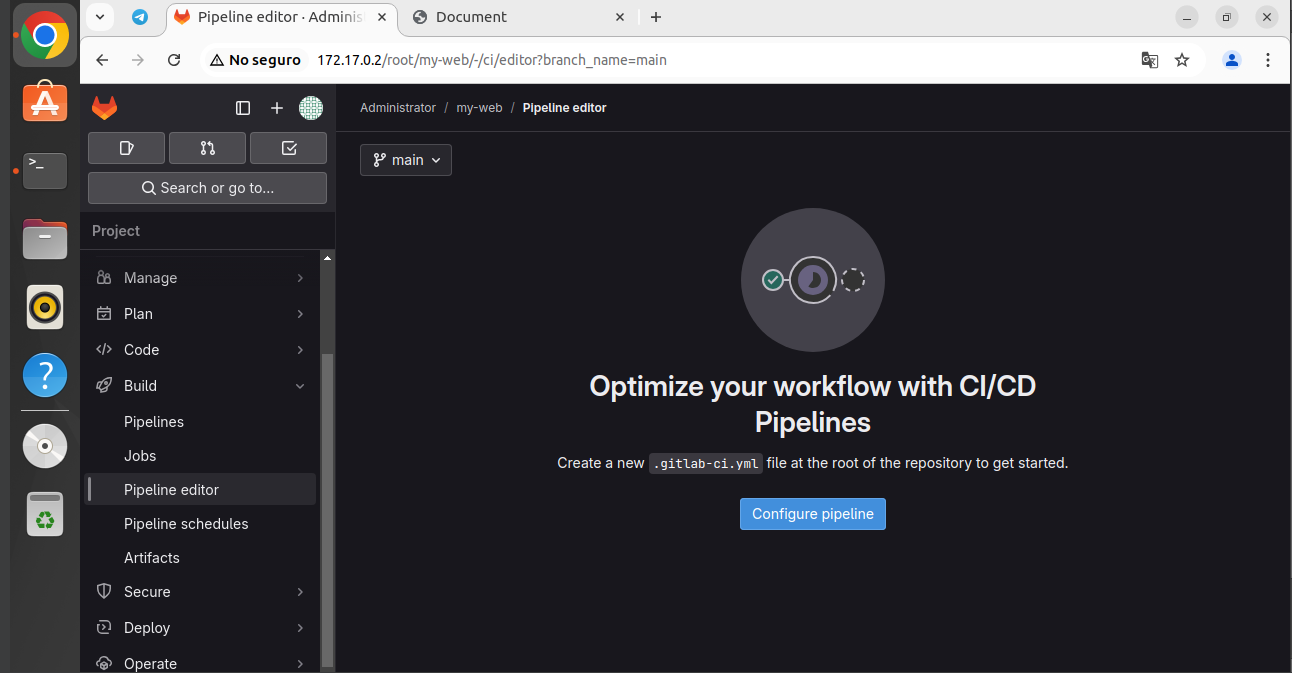 Pipeline editor · Adminis
Document
No seguro
172.17.0.2/root/my-web/-/ci/editor?branch_name=main
Administrator / my-web / Pipeline editor
main
Search or go to...
Project
Manage
Plan
Code
Build
Pipelines
Jobs
Pipeline editor
Pipeline schedules
Artifacts
Secure
Deploy
Operate
Optimize your workflow with CI/CD
Pipelines
Create a new .gitlab-ci.yml file at the root of the repository to get started.
Configure pipeline